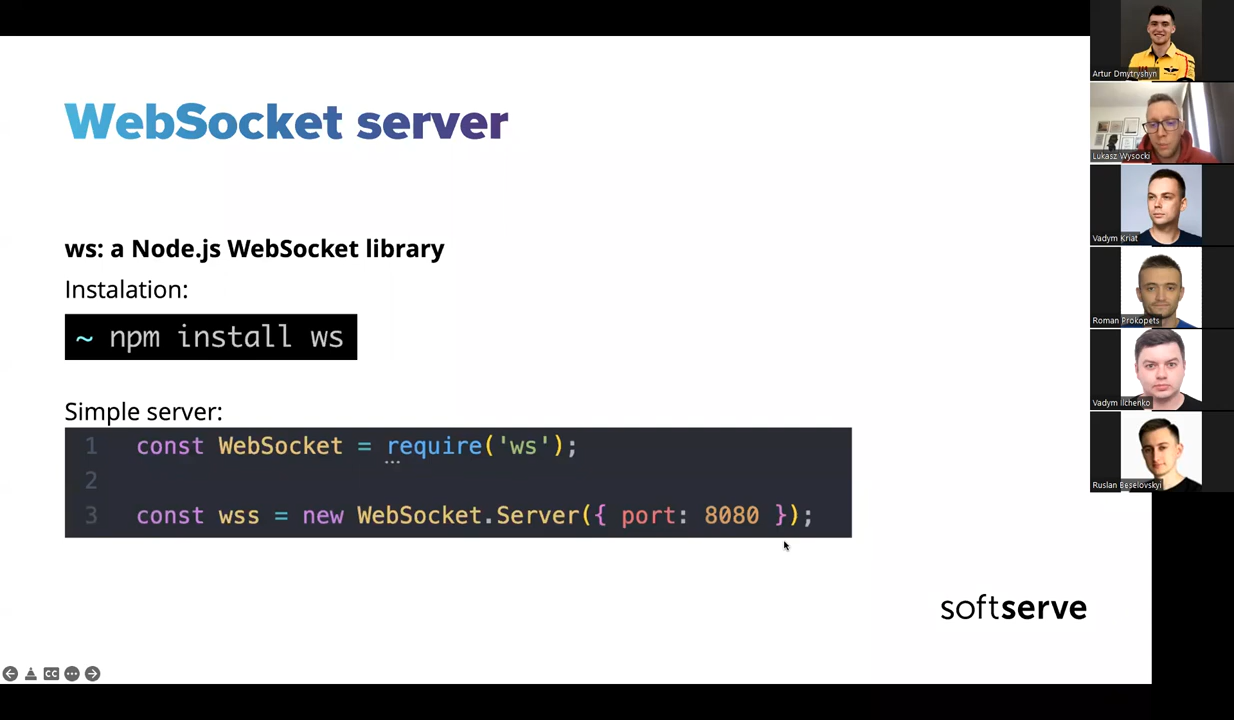 WebSocket server
ws: a Node.js WebSocket library
Instalation:
~ npm install ws
Simple server:
1 const WebSocket = require('ws');
2
3 const wss = new WebSocket.Server({ port: 8080 });
softserve
CC
Artur Dmytryshyn
Lukasz Wysocki
Vadym Kriat
Roman Prokopets
Vadym Ilchenko
Ruslan Beselovskyi